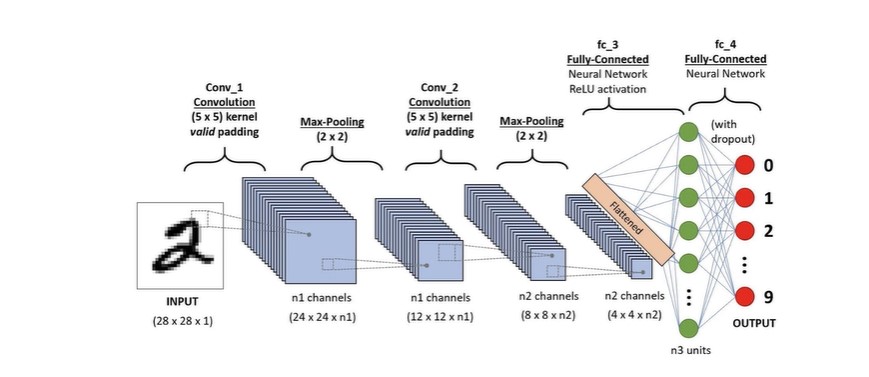 fc_3
Fully-Connected
Neural Network
ReLU activation
fc_4
Fully-Connected
Neural Network
Conv_1
Convolution
(5 x 5) kernel
valid padding
Max-Pooling
(2 x 2)
Conv_2
Convolution
(5 x 5) kernel
valid padding
Max-Pooling
(2 x 2)
(with
dropout)
0
1
2
9
Flattened
2
INPUT
(28 x 28 x 1)
n1 channels
(24 x 24 x n1)
n1 channels
(12 x 12 x n1)
n2 channels
(8 x 8 x n2)
n2 channels
(4 x 4 x n2)
OUTPUT
n3 units